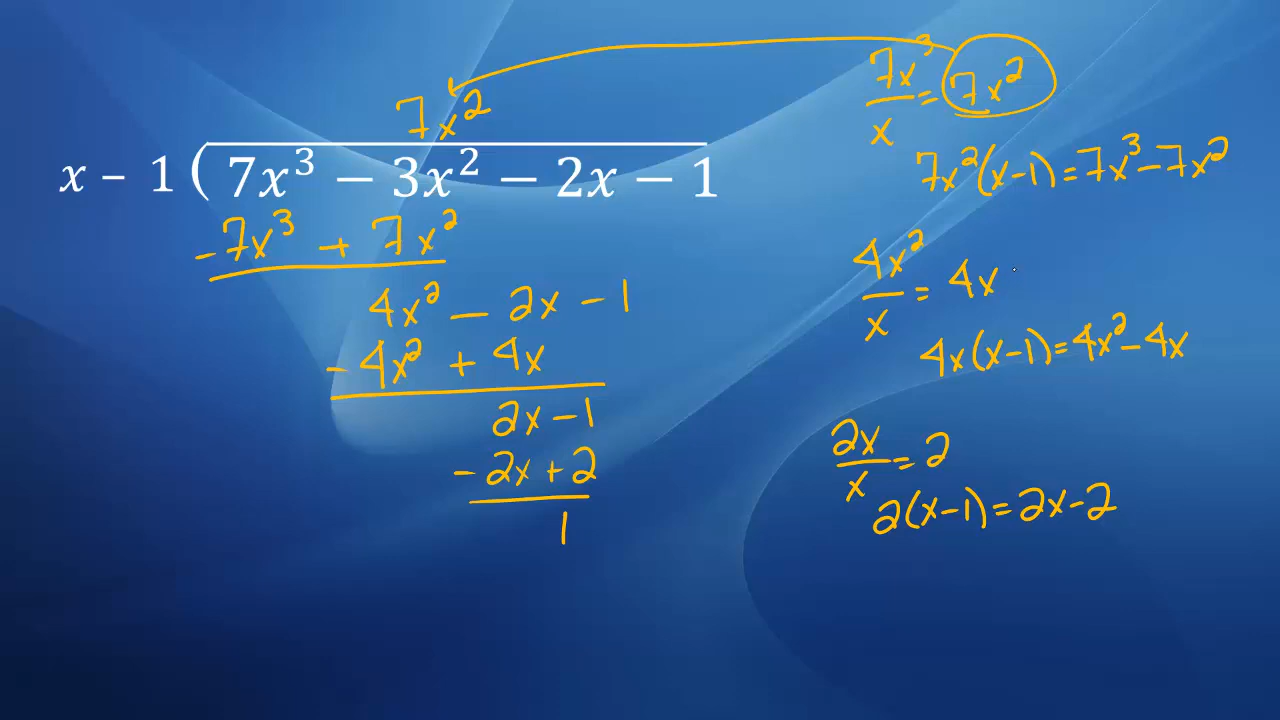 7x²
x – 1 ( 7x³ − 3x² − 2x − 1
-7x³ + 7x²
4x² - 2x - 1
-4x² + 4x
2x - 1
-2x + 2
1
7x³/x = 7x²
7x²(x-1) = 7x³-7x²
4x²/x = 4x
4x(x-1) = 4x²-4x
2x/x = 2
2(x-1) = 2x-2